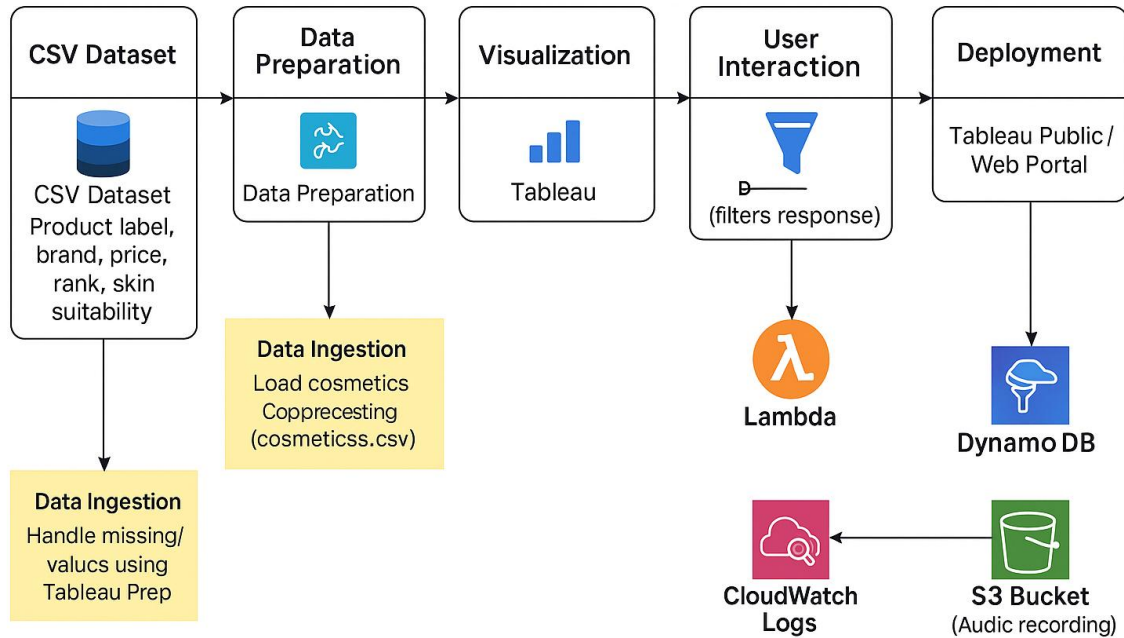 CSV Dataset
CSV Dataset
Product label,
brand, price,
rank, skin
suitability
Data
Preparation
Data Preparation
Visualization
Tableau
User
Interaction
D
(filters response)
Deployment
Tableau Public /
Web Portal
Data Ingestion
Handle missing/
valucs using
Tableau Prep
Data Ingestion
Load cosmetics
Copprecesting
(cosmeticss.csv)
λ
Lambda
Dynamo DB
CloudWatch
Logs
S3 Bucket
(Audic recording)